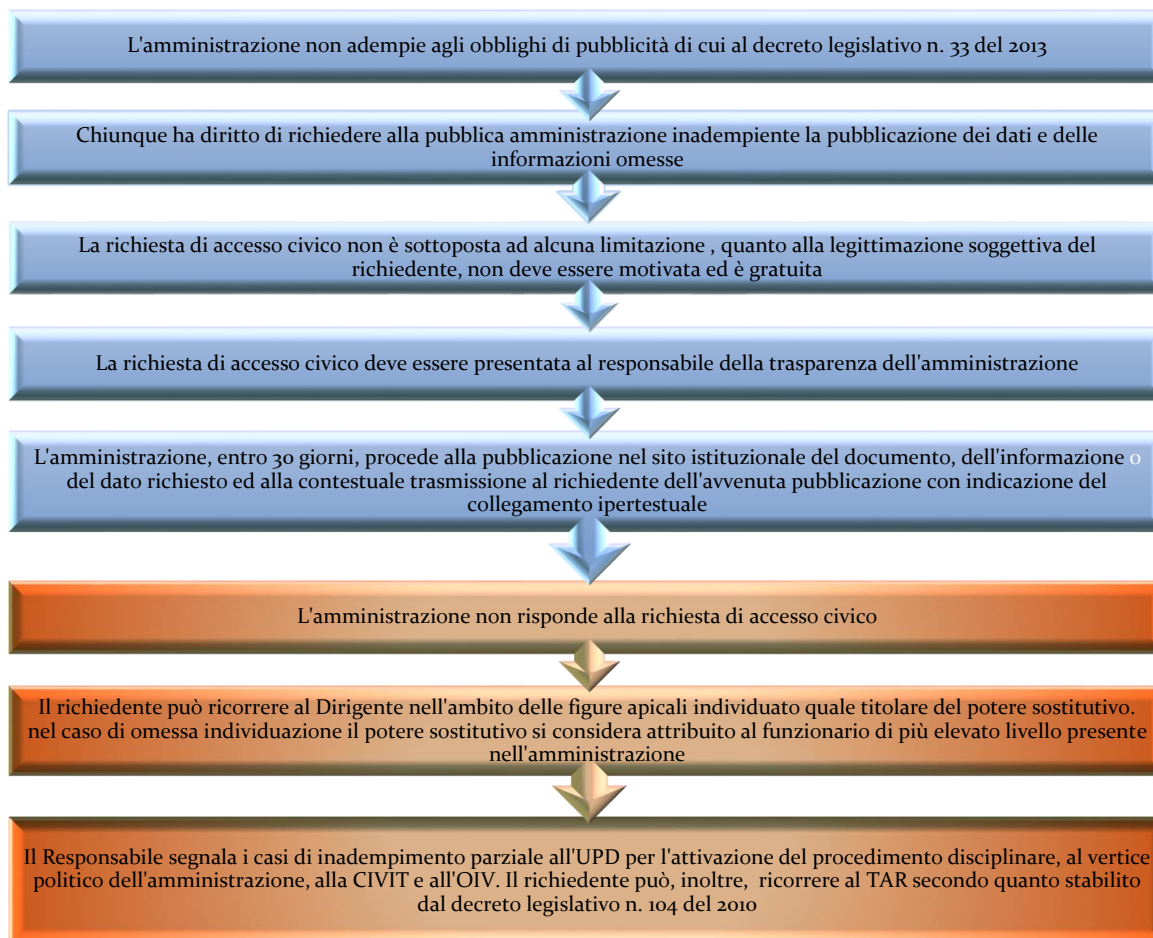 L'amministrazione non adempie agli obblighi di pubblicità di cui al decreto legislativo n. 33 del 2013
Chiunque ha diritto di richiedere alla pubblica amministrazione inadempiente la pubblicazione dei dati e delle
informazioni omesse
La richiesta di accesso civico non è sottoposta ad alcuna limitazione , quanto alla legittimazione soggettiva del
richiedente, non deve essere motivata ed è gratuita
La richiesta di accesso civico deve essere presentata al responsabile della trasparenza dell'amministrazione
L'amministrazione, entro 30 giorni, procede alla pubblicazione nel sito istituzionale del documento, dell'informazione o
del dato richiesto ed alla contestuale trasmissione al richiedente dell'avvenuta pubblicazione con indicazione del
collegamento ipertestuale
L'amministrazione non risponde alla richiesta di accesso civico
Il richiedente può ricorrere al Dirigente nell'ambito delle figure apicali individuato quale titolare del potere sostitutivo.
nel caso di omessa individuazione il potere sostitutivo si considera attribuito al funzionario di più elevato livello presente
nell'amministrazione
Il Responsabile segnala i casi di inadempimento parziale all'UPD per l'attivazione del procedimento disciplinare, al vertice
politico dell'amministrazione, alla CIVIT e all'OIV. Il richiedente può, inoltre, ricorrere al TAR secondo quanto stabilito
dal decreto legislativo n. 104 del 2010